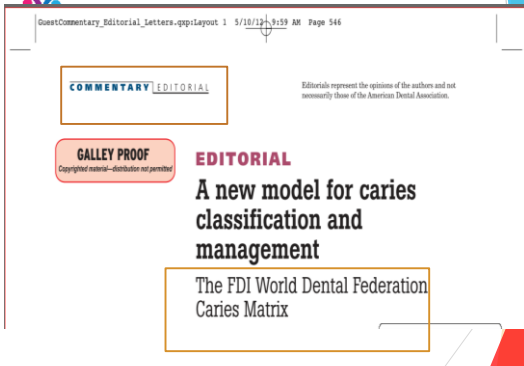 GuestCommentary_Editorial_Letters.qxp:Layout 1 5/10/12 9:59 AM Page 546
COMMENTARY EDITORIAL
Editorials represent the opinions of the authors and not
necessarily those of the American Dental Association.
GALLEY PROOF
Copyrighted material—distribution not permitted
EDITORIAL
A new model for caries
classification and
management
The FDI World Dental Federation
Caries Matrix